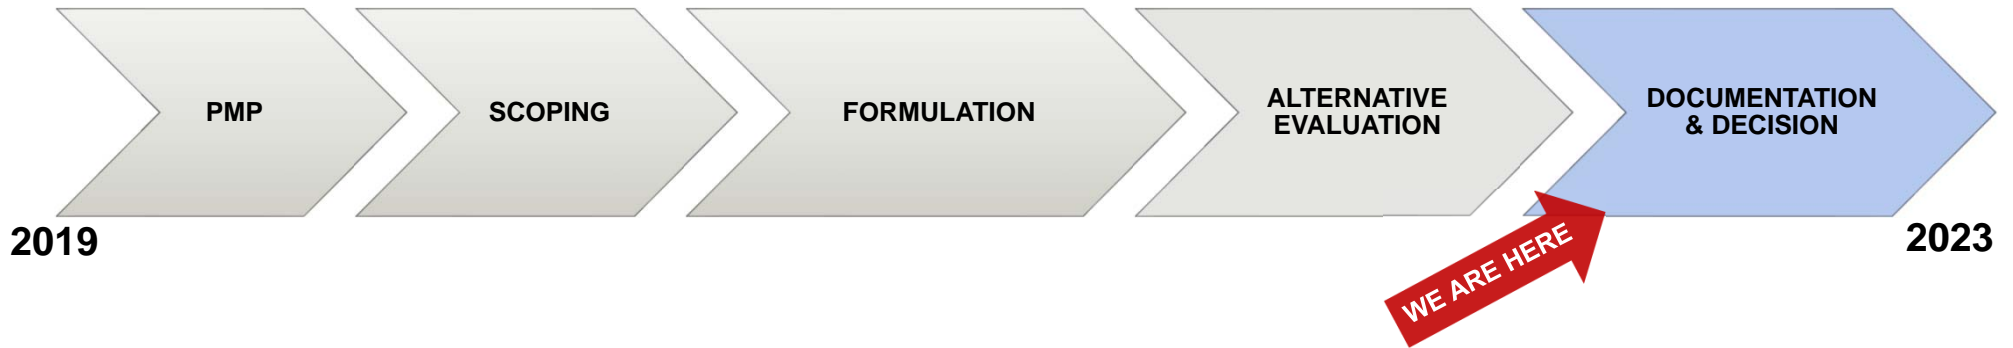 PMP
SCOPING
FORMULATION
ALTERNATIVE
EVALUATION
DOCUMENTATION
& DECISION
2019
WE ARE HERE
2023